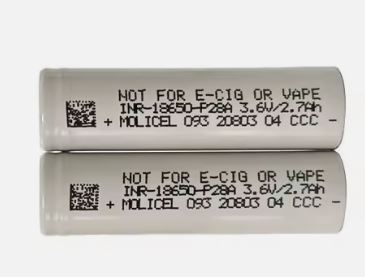 NOT FOR E-CIG OR VAPE
INR-18650-P28A 3.6V/2.7Ah
+ MOLICEL 093 20803 04 CCC -
NOT FOR E-CIG OR VAPE
INR-18650-P28A 3.6V/2.7Ah
+ MOLICEL 093 20803 04 CCC -